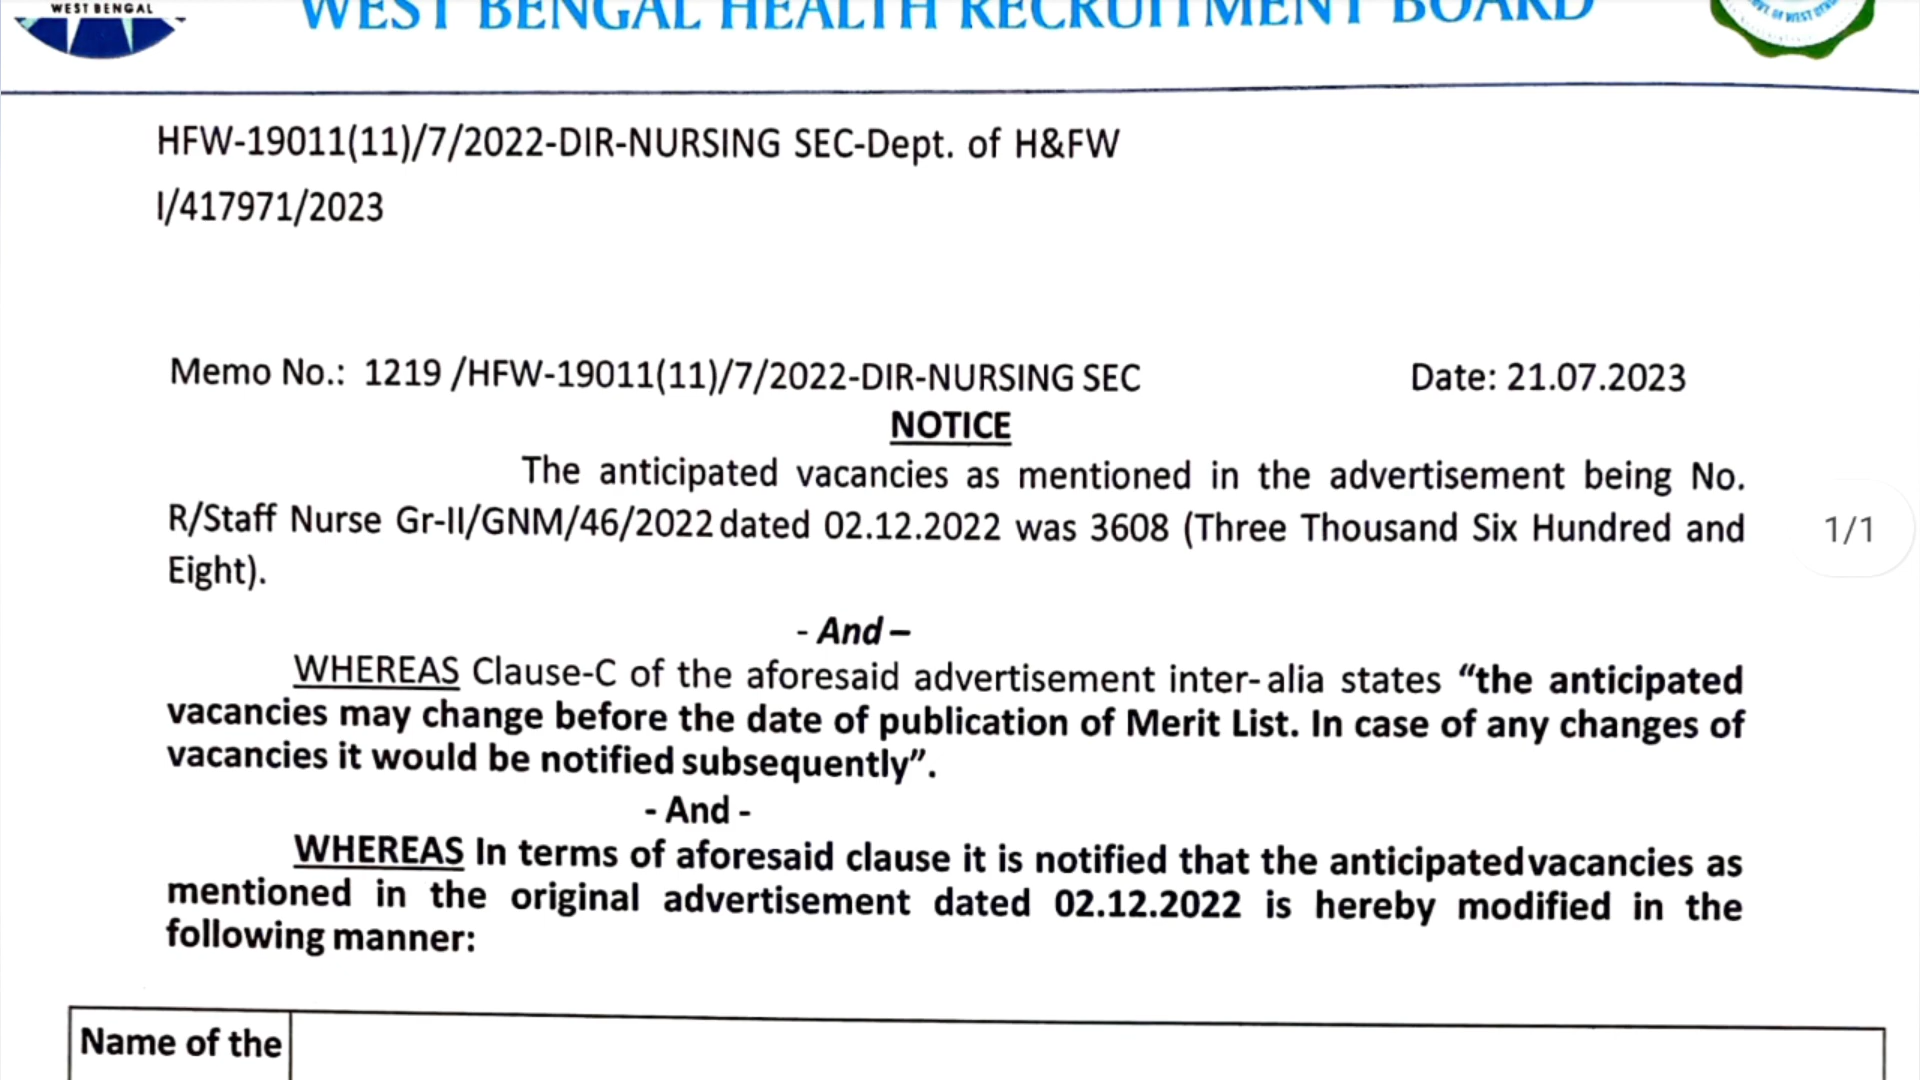 WEST BENGAL
WEST BENGAL HEALTH RECRUITMENT BOARD
HFW-19011(11)/7/2022-DIR-NURSING SEC-Dept. of H&FW
I/417971/2023
Memo No.: 1219 /HFW-19011(11)/7/2022-DIR-NURSING SEC Date: 21.07.2023
NOTICE
The anticipated vacancies as mentioned in the advertisement being No.
R/Staff Nurse Gr-II/GNM/46/2022 dated 02.12.2022 was 3608 (Three Thousand Six Hundred and
1/1
Eight).
- And –
WHEREAS Clause-C of the aforesaid advertisement inter- alia states “the anticipated
vacancies may change before the date of publication of Merit List. In case of any changes of
vacancies it would be notified subsequently”.
- And -
WHEREAS In terms of aforesaid clause it is notified that the anticipated vacancies as
mentioned in the original advertisement dated 02.12.2022 is hereby modified in the
following manner:
Name of the